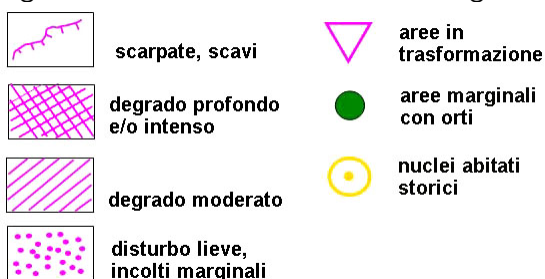 scarpate, scavi
degrado profondo
e/o intenso
degrado moderato
disturbo lieve,
incolti marginali
aree in
trasformazione
aree marginali
con orti
nuclei abitati
storici